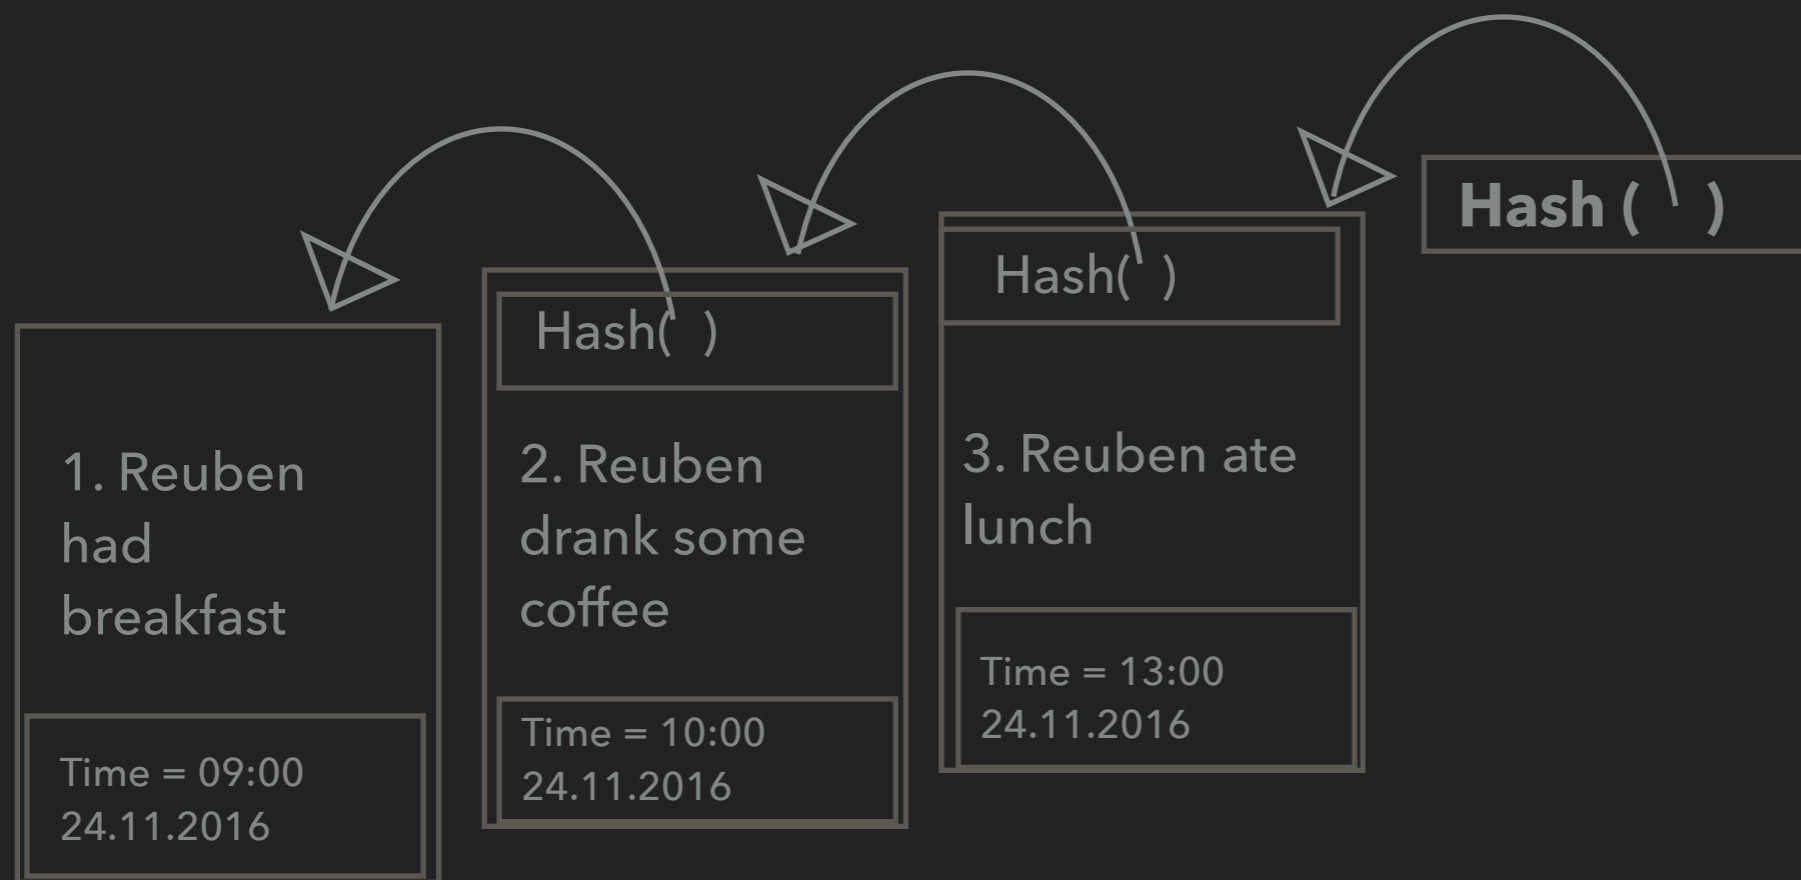 1. Reuben
had
breakfast
Time = 09:00
24.11.2016
Hash( )
2. Reuben
drank some
coffee
Time = 10:00
24.11.2016
Hash( )
3. Reuben ate
lunch
Time = 13:00
24.11.2016
Hash ( )